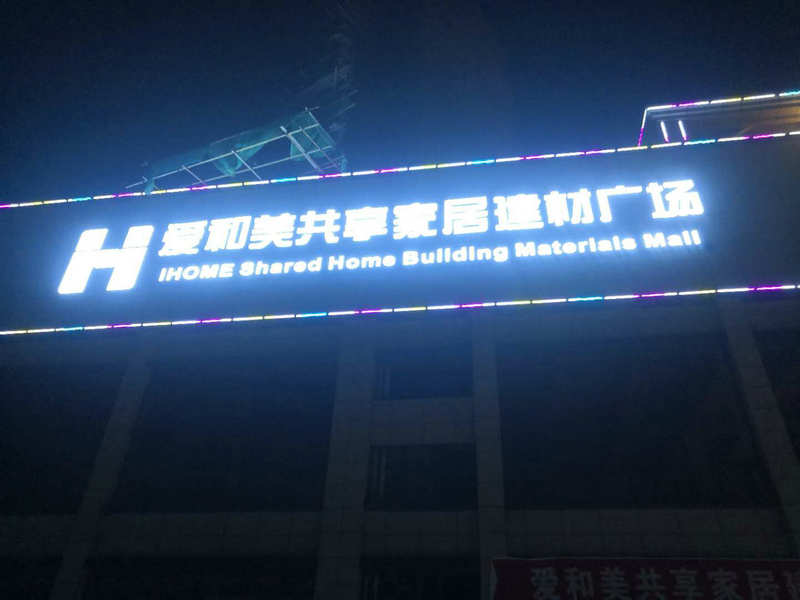 H 爱和美共享家居建材广场
IHOME Shared Home Building Materials Mall
爱和美共享家居建